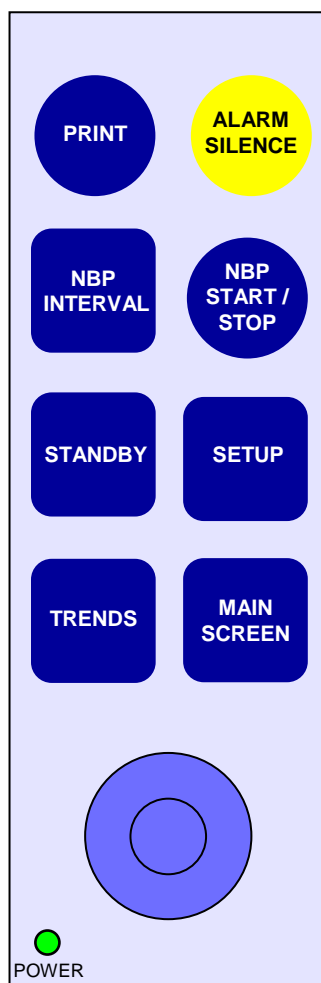 PRINT
ALARM
SILENCE
NBP
INTERVAL
NBP
START /
STOP
STANDBY
SETUP
TRENDS
MAIN
SCREEN
POWER